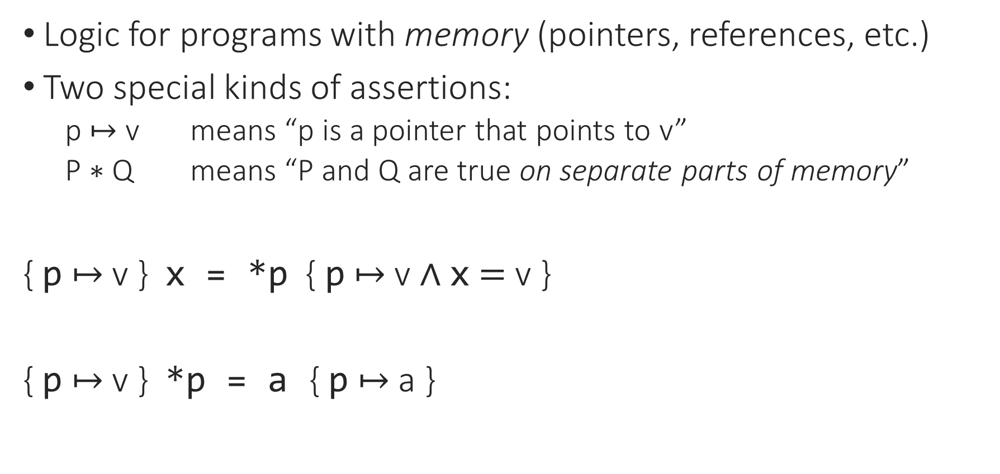 • Logic for programs with memory (pointers, references, etc.)
• Two special kinds of assertions:
p ↦ v means “p is a pointer that points to v”
P ∗ Q means “P and Q are true on separate parts of memory”
{ p ↦ v } x = *p { p ↦ v ∧ x = v }
{ p ↦ v } *p = a { p ↦ a }